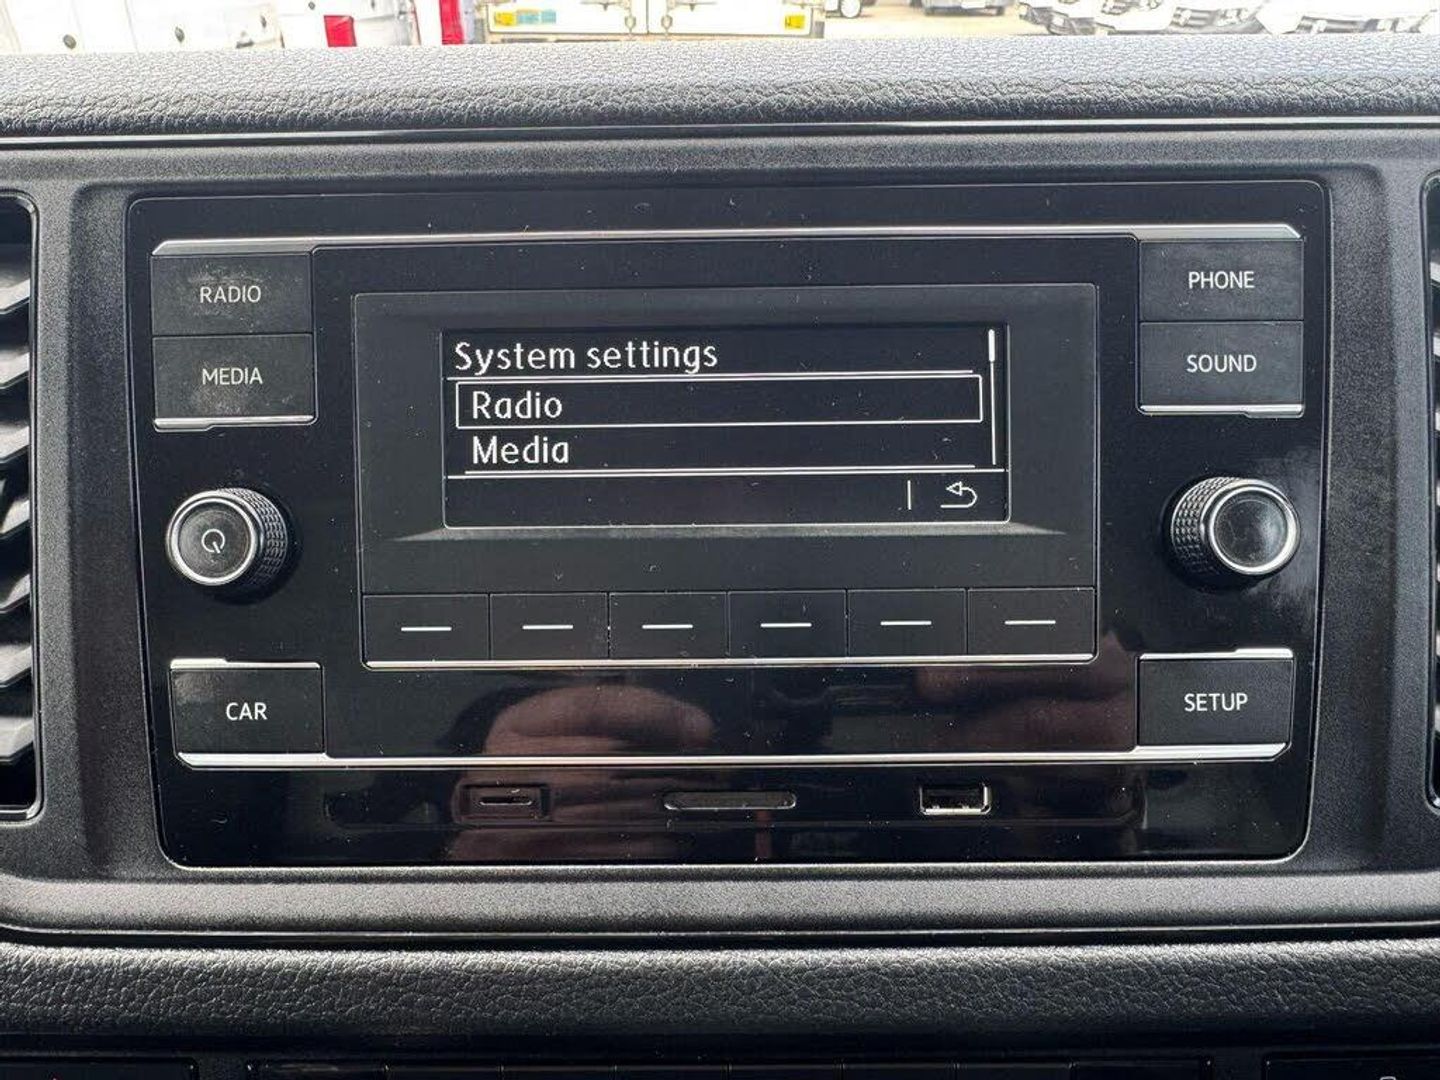 RADIO
MEDIA
System settings
Radio
Media
PHONE
SOUND
CAR
SETUP